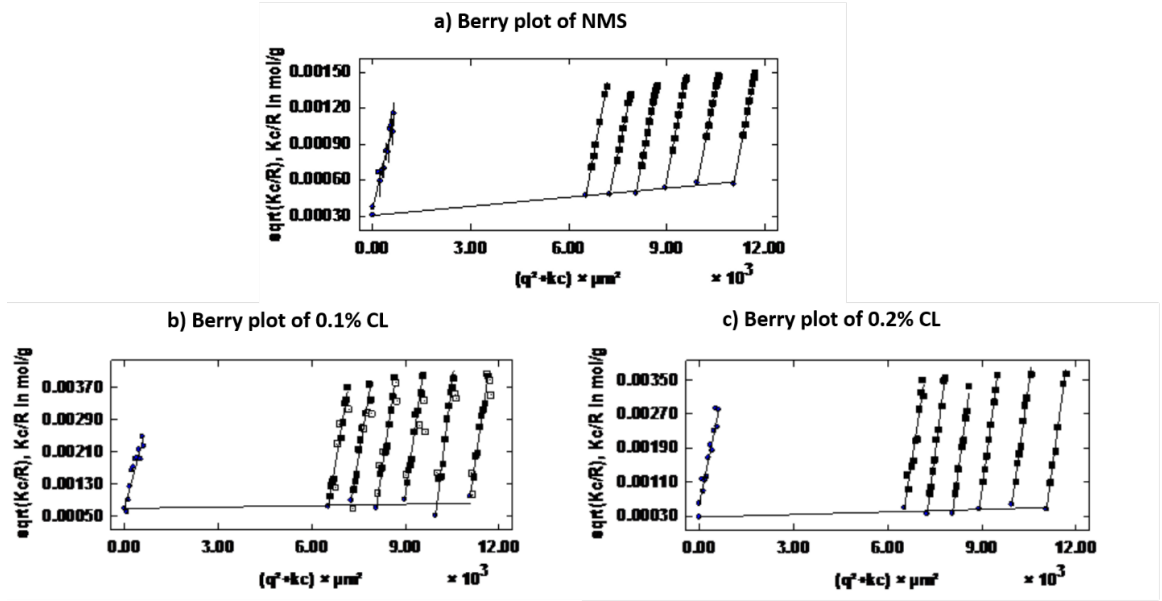 a) Berry plot of NMS
sqrt(Kc/R), Kc/R in mol/g
0.00150
0.00120
0.00090
0.00060
0.00030
0.00 3.00 6.00 9.00 12.00
(q²+kc) × µm² × 10³
b) Berry plot of 0.1% CL
sqrt(Kc/R), Kc/R in mol/g
0.00370
0.00290
0.00210
0.00130
0.00050
0.00 3.00 6.00 9.00 12.00
(q²+kc) × µm² × 10³
c) Berry plot of 0.2% CL
sqrt(Kc/R), Kc/R in mol/g
0.00350
0.00270
0.00190
0.00110
0.00030
0.00 3.00 6.00 9.00 12.00
(q²+kc) × µm² × 10³